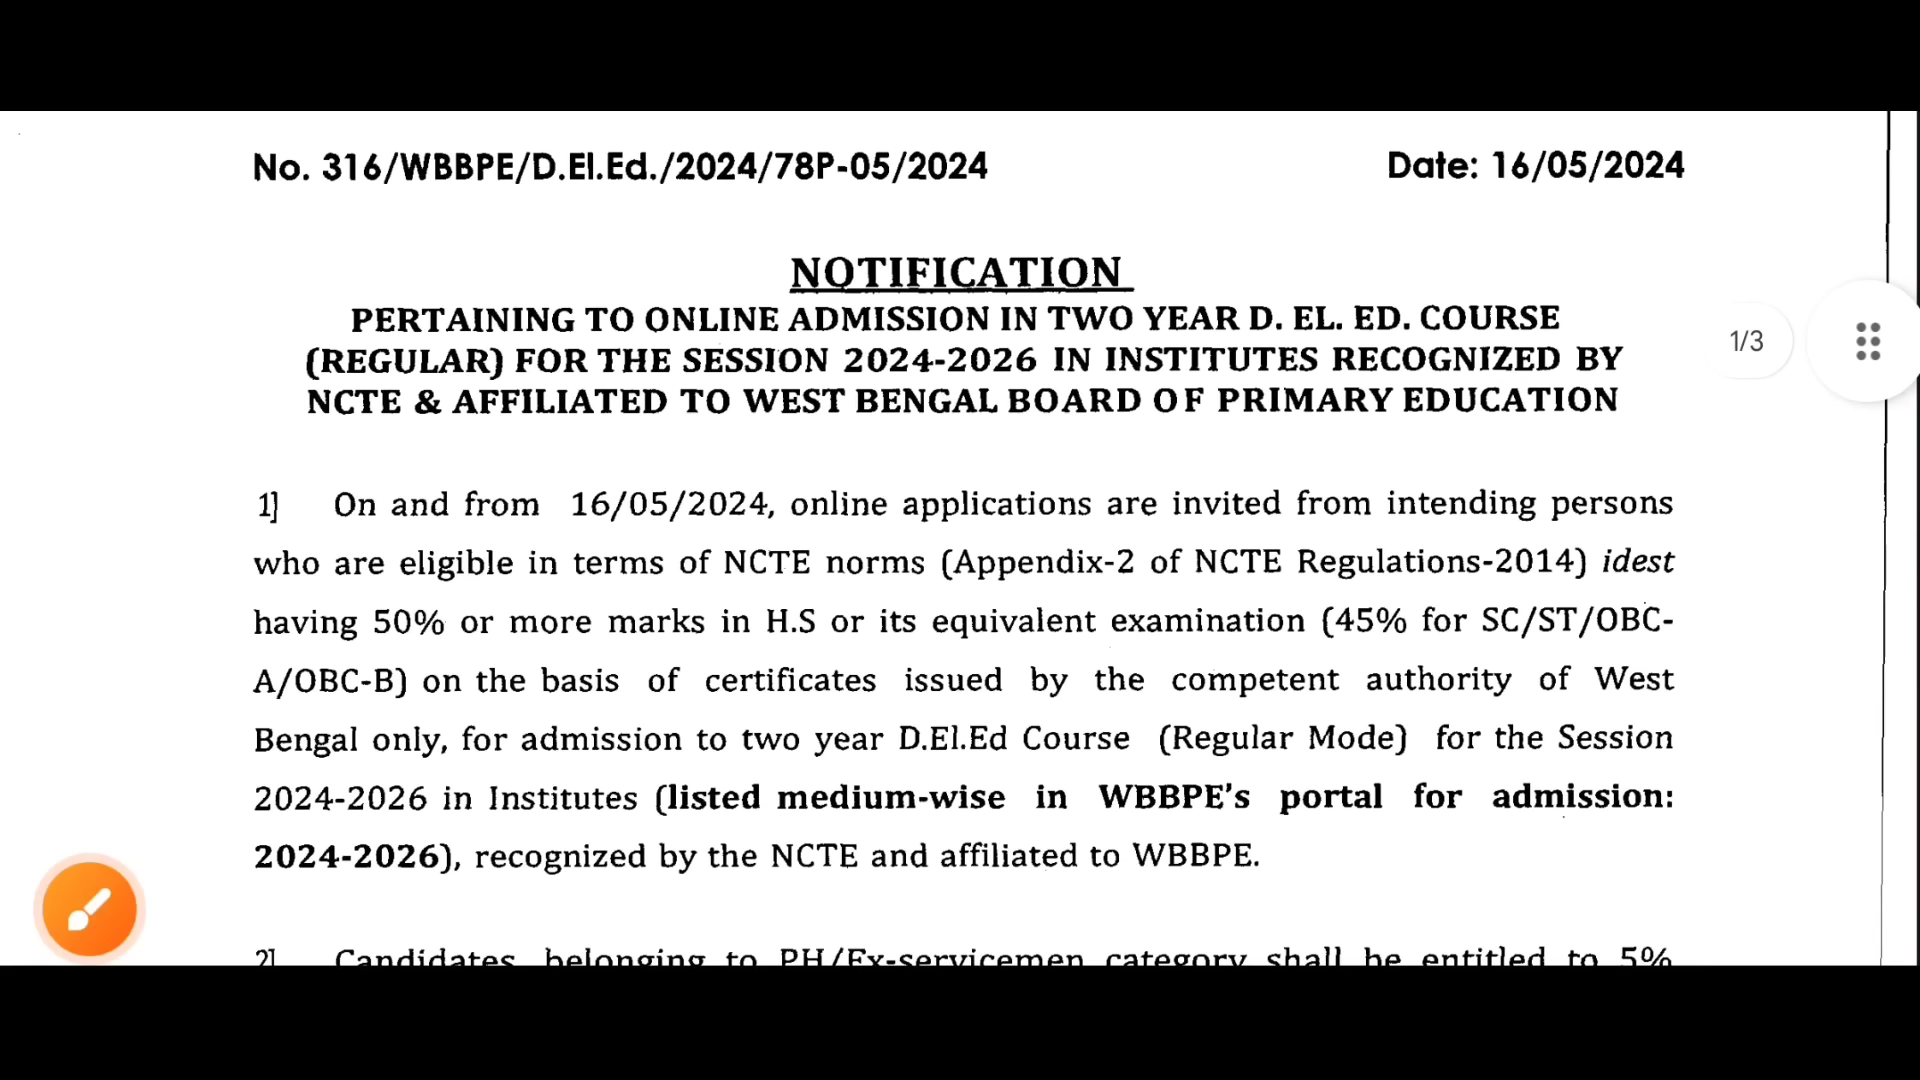 No. 316/WBBPE/D.El.Ed./2024/78P-05/2024 Date: 16/05/2024
NOTIFICATION
PERTAINING TO ONLINE ADMISSION IN TWO YEAR D. EL. ED. COURSE
(REGULAR) FOR THE SESSION 2024-2026 IN INSTITUTES RECOGNIZED BY
1/3
NCTE & AFFILIATED TO WEST BENGAL BOARD OF PRIMARY EDUCATION
1] On and from 16/05/2024, online applications are invited from intending persons
who are eligible in terms of NCTE norms (Appendix-2 of NCTE Regulations-2014) idest
having 50% or more marks in H.S or its equivalent examination (45% for SC/ST/OBC-
A/OBC-B) on the basis of certificates issued by the competent authority of West
Bengal only, for admission to two year D.El.Ed Course (Regular Mode) for the Session
2024-2026 in Institutes (listed medium-wise in WBBPE's portal for admission:
2024-2026), recognized by the NCTE and affiliated to WBBPE.
2] Candidates belonging to PH/Ex-servicemen category shall be entitled to 5%